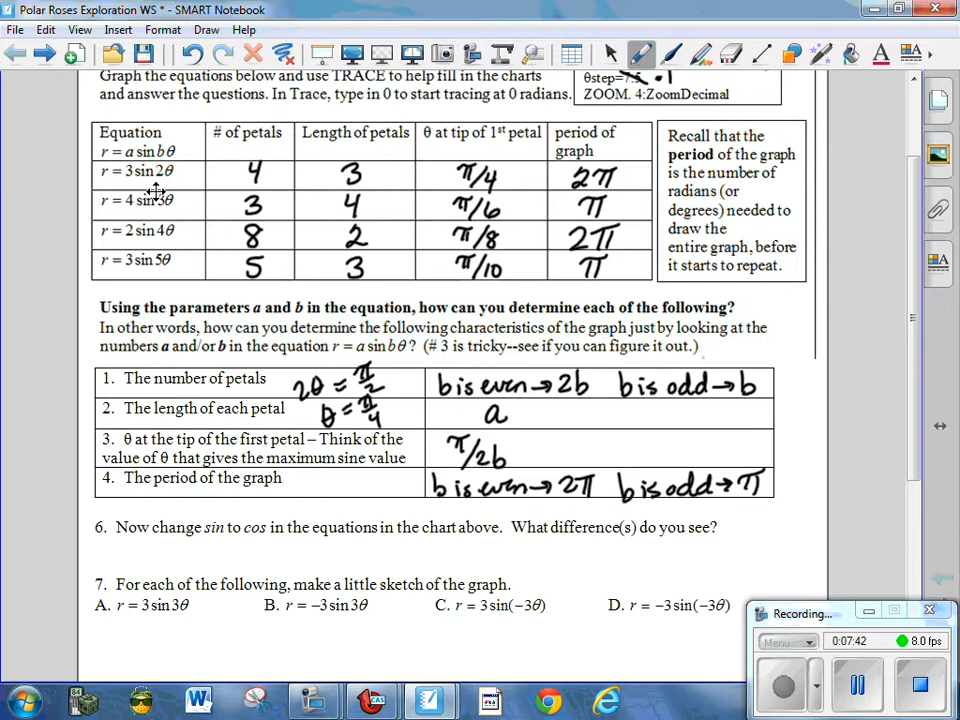 Polar Roses Exploration WS * - SMART Notebook
File Edit View Insert Format Draw Help
Graph the equations below and use TRACE to help fill in the charts
and answer the questions. In Trace, type in 0 to start tracing at 0 radians.
θstep=7.5 .1
ZOOM. 4:ZoomDecimal
Equation
r = a sin bθ
# of petals
Length of petals
θ at tip of 1st petal
period of
graph
r = 3 sin 2θ 4 3 π/4 2π
r = 4 sin 3θ 3 4 π/6 π
r = 2 sin 4θ 8 2 π/8 2π
r = 3 sin 5θ 5 3 π/10 π
Recall that the
period of the graph
is the number of
radians (or
degrees) needed to
draw the
entire graph, before
it starts to repeat.
Using the parameters a and b in the equation, how can you determine each of the following?
In other words, how can you determine the following characteristics of the graph just by looking at the
numbers a and/or b in the equation r = a sin bθ ? (# 3 is tricky--see if you can figure it out.)
1. The number of petals 2θ = π/2 b is even → 2b b is odd → b
2. The length of each petal θ = π/4 a
3. θ at the tip of the first petal – Think of the
value of θ that gives the maximum sine value
π/2b
4. The period of the graph b is even → 2π b is odd → π
6. Now change sin to cos in the equations in the chart above. What difference(s) do you see?
7. For each of the following, make a little sketch of the graph.
A. r = 3 sin 3θ B. r = −3 sin 3θ C. r = 3 sin(−3θ) D. r = −3 sin(−3θ)
Recording...
Menu 0:07:42 8.0 fps
84
CAS